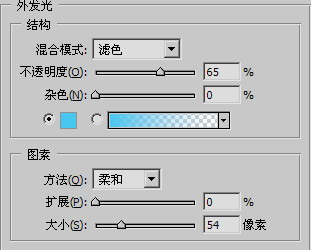 外发光
结构
混合模式: 滤色
不透明度(O): 65 %
杂色(N): 0 %
图素
方法(Q): 柔和
扩展(P): 0 %
大小(S): 54 像素